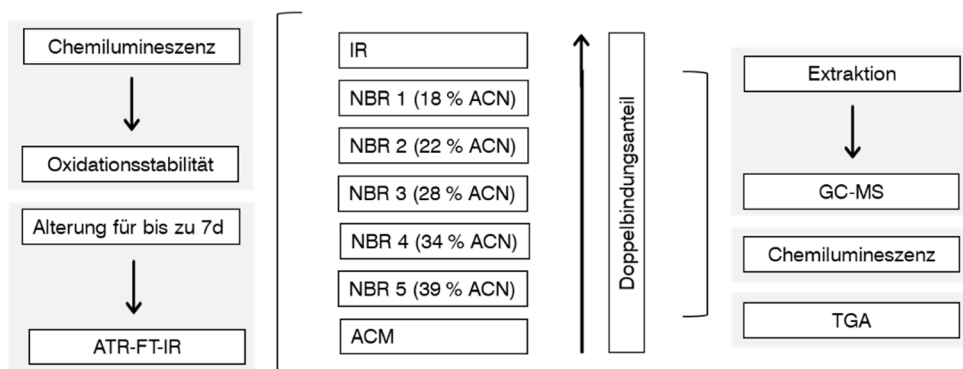 Chemilumineszenz
Oxidationsstabilität
Alterung für bis zu 7d
ATR-FT-IR
IR
NBR 1 (18 % ACN)
NBR 2 (22 % ACN)
NBR 3 (28 % ACN)
NBR 4 (34 % ACN)
NBR 5 (39 % ACN)
ACM
Doppelbindungsanteil
Extraktion
GC-MS
Chemilumineszenz
TGA